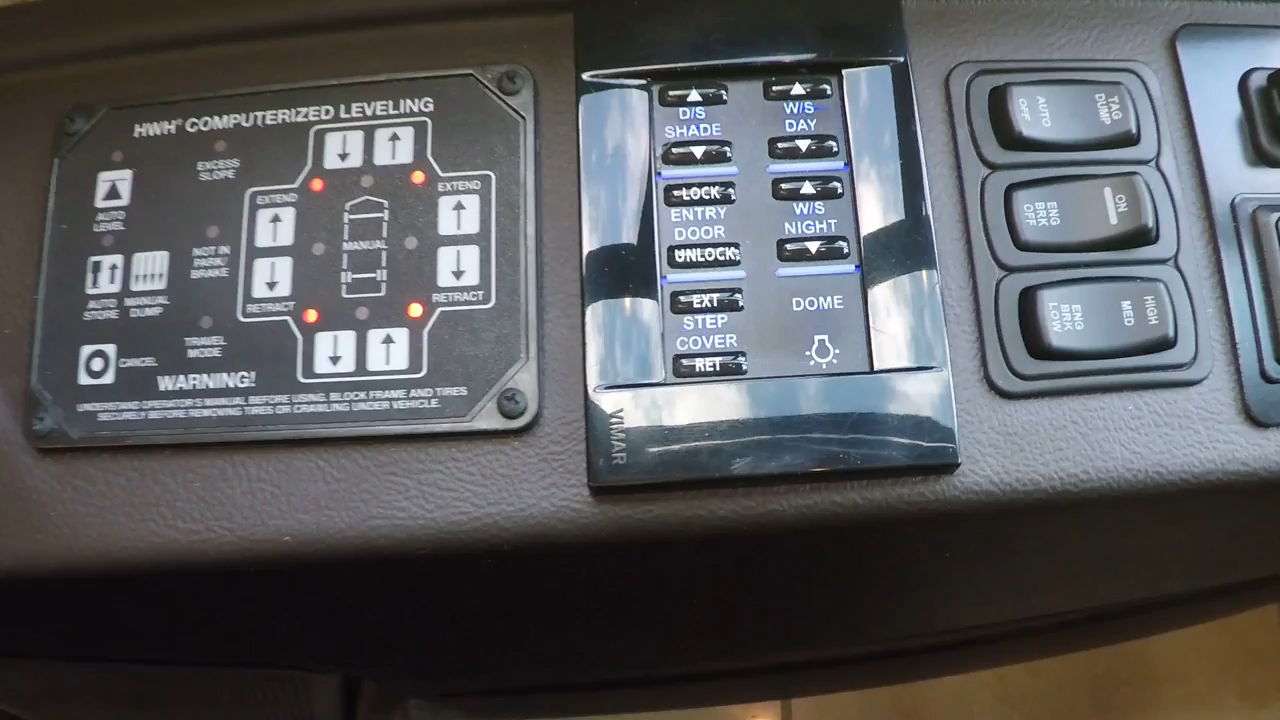 HWH® COMPUTERIZED LEVELING
EXCESS
SLOPE
AUTO
LEVEL
NOT IN
PARK/
BRAKE
AUTO
STORE
MANUAL
DUMP
TRAVEL
MODE
CANCEL
EXTEND
RETRACT
MANUAL
EXTEND
RETRACT
WARNING!
UNDERSTAND OPERATOR'S MANUAL BEFORE USING. BLOCK FRAME AND TIRES
SECURELY BEFORE REMOVING TIRES OR CRAWLING UNDER VEHICLE.
D/S
SHADE
W/S
DAY
LOCK
ENTRY
DOOR
UNLOCK
W/S
NIGHT
EXT
STEP
COVER
RET
DOME
VIMAR
TAG
DUMP
AUTO
OFF
ON
ENG
BRK
OFF
HIGH
MED
ENG
BRK
LOW